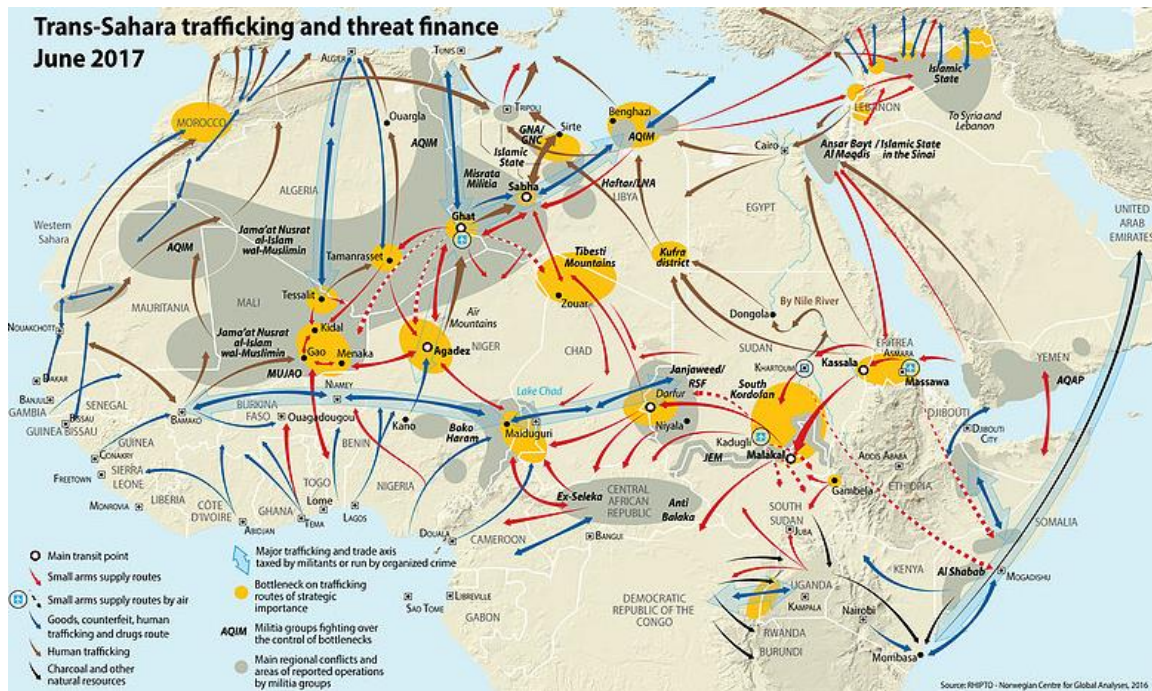 Trans-Sahara trafficking and threat finance
June 2017
ALGER
TUNIS
TRIPOLI
Benghazi
Islamic
State
LEBANON
To Syria and
Lebanon
MOROCCO
Ouargla
AQIM
GNA/
GNC
Sirte
AQIM
Cairo
Ansar Bayt / Islamic State
Al Maqdis in the Sinai
Islamic
State
Misrata
Militia
Sabha
Haftar/LNA
LIBYA
EGYPT
ALGERIA
Western
Sahara
AQIM
Jama'at Nusrat
al-Islam
wal-Muslimin
Ghat
UNITED
ARAB
EMIRATES
Tamanrasset
Tibesti
Mountains
Kufra
district
Zouar
MAURITANIA
MALI
Tessalit
Aïr
Mountains
By Nile River
Dongola
NOUAKCHOTT
Kidal
Jama'at Nusrat
al-Islam
wal-Muslimin
Gao
Menaka
MUJAO
Agadez
NIGER
CHAD
SUDAN
ERITREA
ASMARA
Kassala
Massawa
KHARTOUM
YEMEN
AQAP
DAKAR
BANJUL
GAMBIA
SENEGAL
BISSAU
GUINEA BISSAU
BAMAKO
NIAMEY
BURKINA
FASO
Ouagadougou
Lake Chad
Janjaweed/
RSF
Darfur
Niyala
South
Kordofan
DJIBOUTI
DJIBOUTI
CITY
Kano
Boko
Haram
Maiduguri
Kadugli
JEM
Malakal
ADDIS ABABA
ETHIOPIA
Gambela
GUINEA
CONAKRY
FREETOWN
SIERRA
LEONE
MONROVIA
LIBERIA
CÔTE
D'IVOIRE
GHANA
TOGO
BENIN
Lome
TEMA
ABIDJAN
LAGOS
NIGERIA
DOUALA
CAMEROON
Ex-Seleka
CENTRAL
AFRICAN
REPUBLIC
Anti
Balaka
BANGUI
SOUTH
SUDAN
JUBA
SOMALIA
Al Shabab
MOGADISHU
KENYA
UGANDA
KAMPALA
Nairobi
Mombasa
RWANDA
BURUNDI
DEMOCRATIC
REPUBLIC OF THE
CONGO
SAO TOME
LIBREVILLE
GABON
Main transit point
Small arms supply routes
Small arms supply routes by air
Goods, counterfeit, human
trafficking and drugs route
Human trafficking
Charcoal and other
natural resources
Major trafficking and trade axis
taxed by militants or run by organized crime
Bottleneck on trafficking
routes of strategic
importance
AQIM Militia groups fighting over
the control of bottlenecks
Main regional conflicts and
areas of reported operations
by militia groups
Source: RHIPTO - Norwegian Centre for Global Analyses, 2016